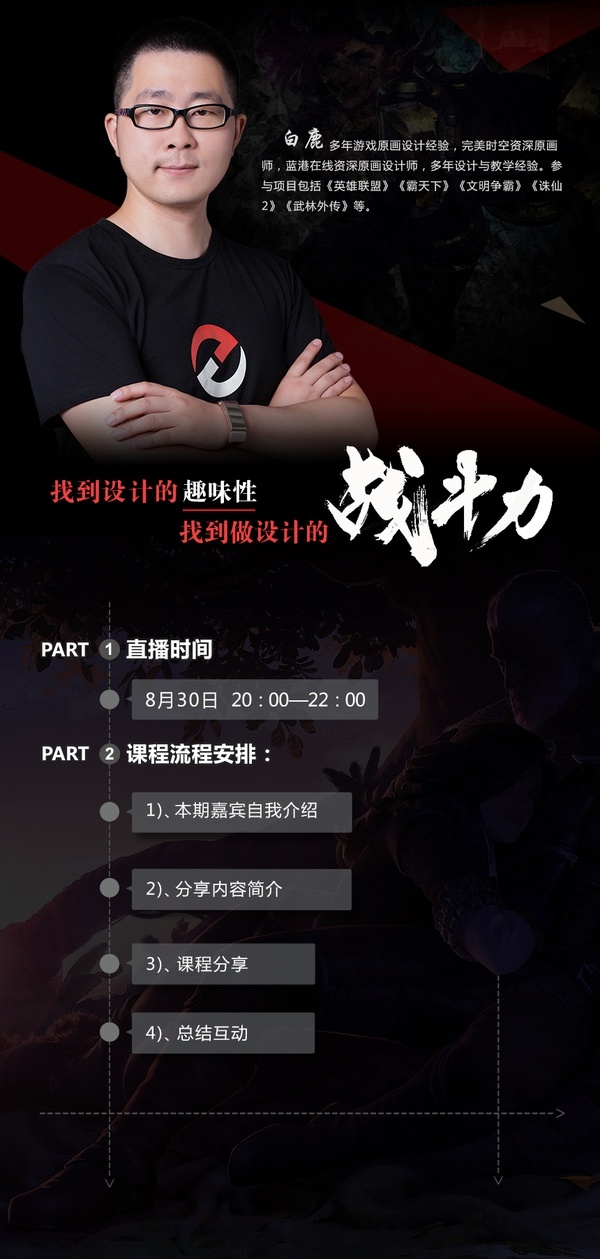 白鹿 多年游戏原画设计经验，完美时空资深原画
师，蓝港在线资深原画设计师，多年设计与教学经验。参
与项目包括《英雄联盟》《霸天下》《文明争霸》《诛仙
2》《武林外传》等。
找到设计的趣味性
找到做设计的战斗力
PART 1 直播时间
8月30日 20：00—22：00
PART 2 课程流程安排：
1)、本期嘉宾自我介绍
2)、分享内容简介
3)、课程分享
4)、总结互动